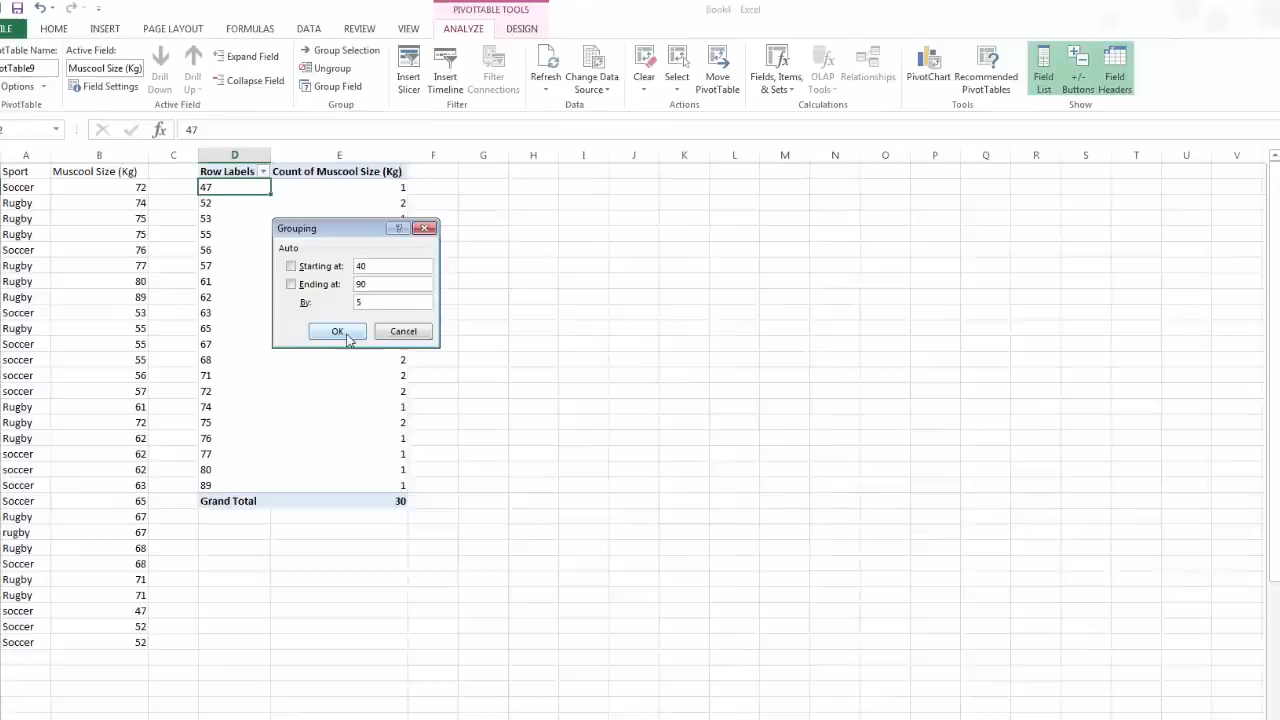 PIVOTTABLE TOOLS
Book4 - Excel
HOME INSERT PAGE LAYOUT FORMULAS DATA REVIEW VIEW ANALYZE DESIGN
Active Field:
Muscool Size (Kg)
Field Settings
Options
Drill Down
Drill Up
Expand Field
Collapse Field
Active Field
Group Selection
Ungroup
Group Field
Group
Insert Slicer
Insert Timeline
Filter Connections
Filter
Refresh
Change Data Source
Data
Clear
Select
Move PivotTable
Actions
Fields, Items, & Sets
OLAP Tools
Relationships
Calculations
PivotChart
Recommended PivotTables
Tools
Field List
+/- Buttons
Field Headers
Show
fx 47
A B C D E F G H I J K L M N O P Q R S T U V
Sport Muscool Size (Kg) Row Labels Count of Muscool Size (Kg)
Soccer 72 47 1
Rugby 74 52 2
Rugby 75 53
Rugby 75 55
Soccer 76 56
Rugby 77 57
Rugby 80 61
Rugby 89 62
Soccer 53 63
Rugby 55 65
Soccer 55 67
soccer 55 68 2
soccer 56 71 2
soccer 57 72 2
Rugby 61 74 1
Rugby 72 75 2
Rugby 62 76 1
soccer 62 77 1
soccer 62 80 1
Soccer 63 89 1
Soccer 65 Grand Total 30
Rugby 67
rugby 67
Rugby 68
Soccer 68
Rugby 71
Rugby 71
soccer 47
Soccer 52
Soccer 52
Grouping
Auto
Starting at: 40
Ending at: 90
By: 5
OK Cancel